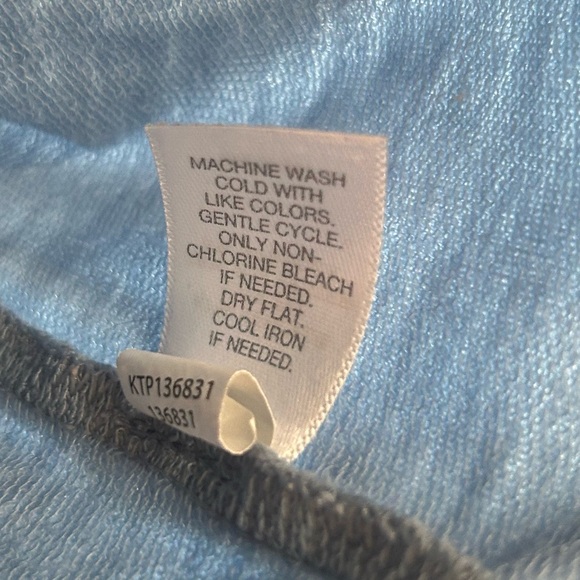 MACHINE WASH
COLD WITH
LIKE COLORS.
GENTLE CYCLE.
ONLY NON-
CHLORINE BLEACH
IF NEEDED.
DRY FLAT.
COOL IRON
IF NEEDED.
KTP136831
136831